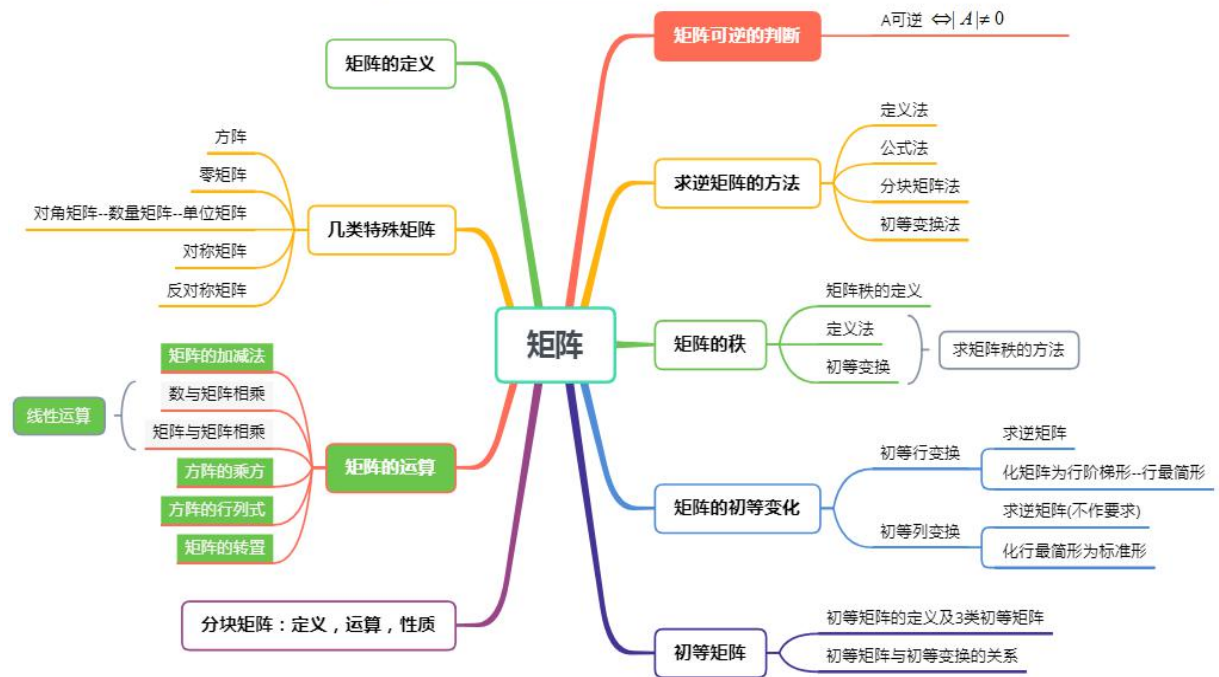 矩阵
矩阵的定义
几类特殊矩阵
方阵
零矩阵
对角矩阵--数量矩阵--单位矩阵
对称矩阵
反对称矩阵
矩阵的运算
矩阵的加减法
数与矩阵相乘
矩阵与矩阵相乘
线性运算
方阵的乘方
方阵的行列式
矩阵的转置
分块矩阵：定义，运算，性质
矩阵可逆的判断
A可逆 ⇔| A |≠ 0
求逆矩阵的方法
定义法
公式法
分块矩阵法
初等变换法
矩阵的秩
矩阵秩的定义
定义法
初等变换
求矩阵秩的方法
矩阵的初等变化
初等行变换
求逆矩阵
化矩阵为行阶梯形--行最简形
初等列变换
求逆矩阵(不作要求)
化行最简形为标准形
初等矩阵
初等矩阵的定义及3类初等矩阵
初等矩阵与初等变换的关系